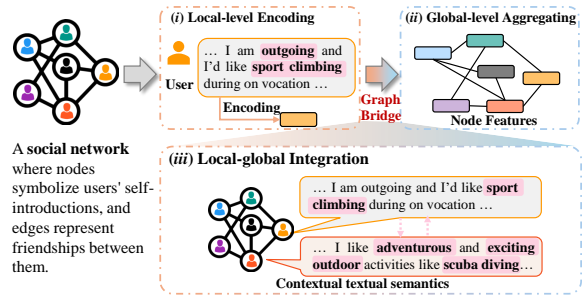 (i) Local-level Encoding
… I am outgoing and
I'd like sport climbing
during on vocation …
User
Encoding
Graph
Bridge
(ii) Global-level Aggregating
Node Features
A social network
where nodes
symbolize users' self-
introductions, and
edges represent
friendships between
them.
(iii) Local-global Integration
… I am outgoing and I'd like sport
climbing during on vocation …
… I like adventurous and exciting
outdoor activities like scuba diving…
Contextual textual semantics